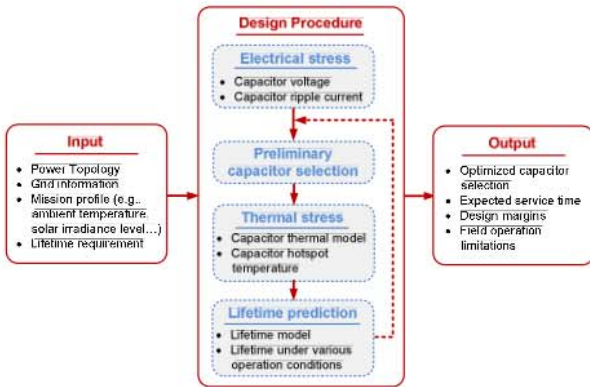 Design Procedure
Electrical stress
• Capacitor voltage
• Capacitor ripple current
Input
• Power Topology
• Grid information
• Mission profile (e.g.,
ambient temperature,
solar irradiance level...)
• Lifetime requirement
Preliminary
capacitor selection
Thermal stress
• Capacitor thermal model
• Capacitor hotspot
temperature
Lifetime prediction
• Lifetime model
• Lifetime under various
operation conditions
Output
• Optimized capacitor
selection
• Expected service time
• Design margins
• Field operation
limitations